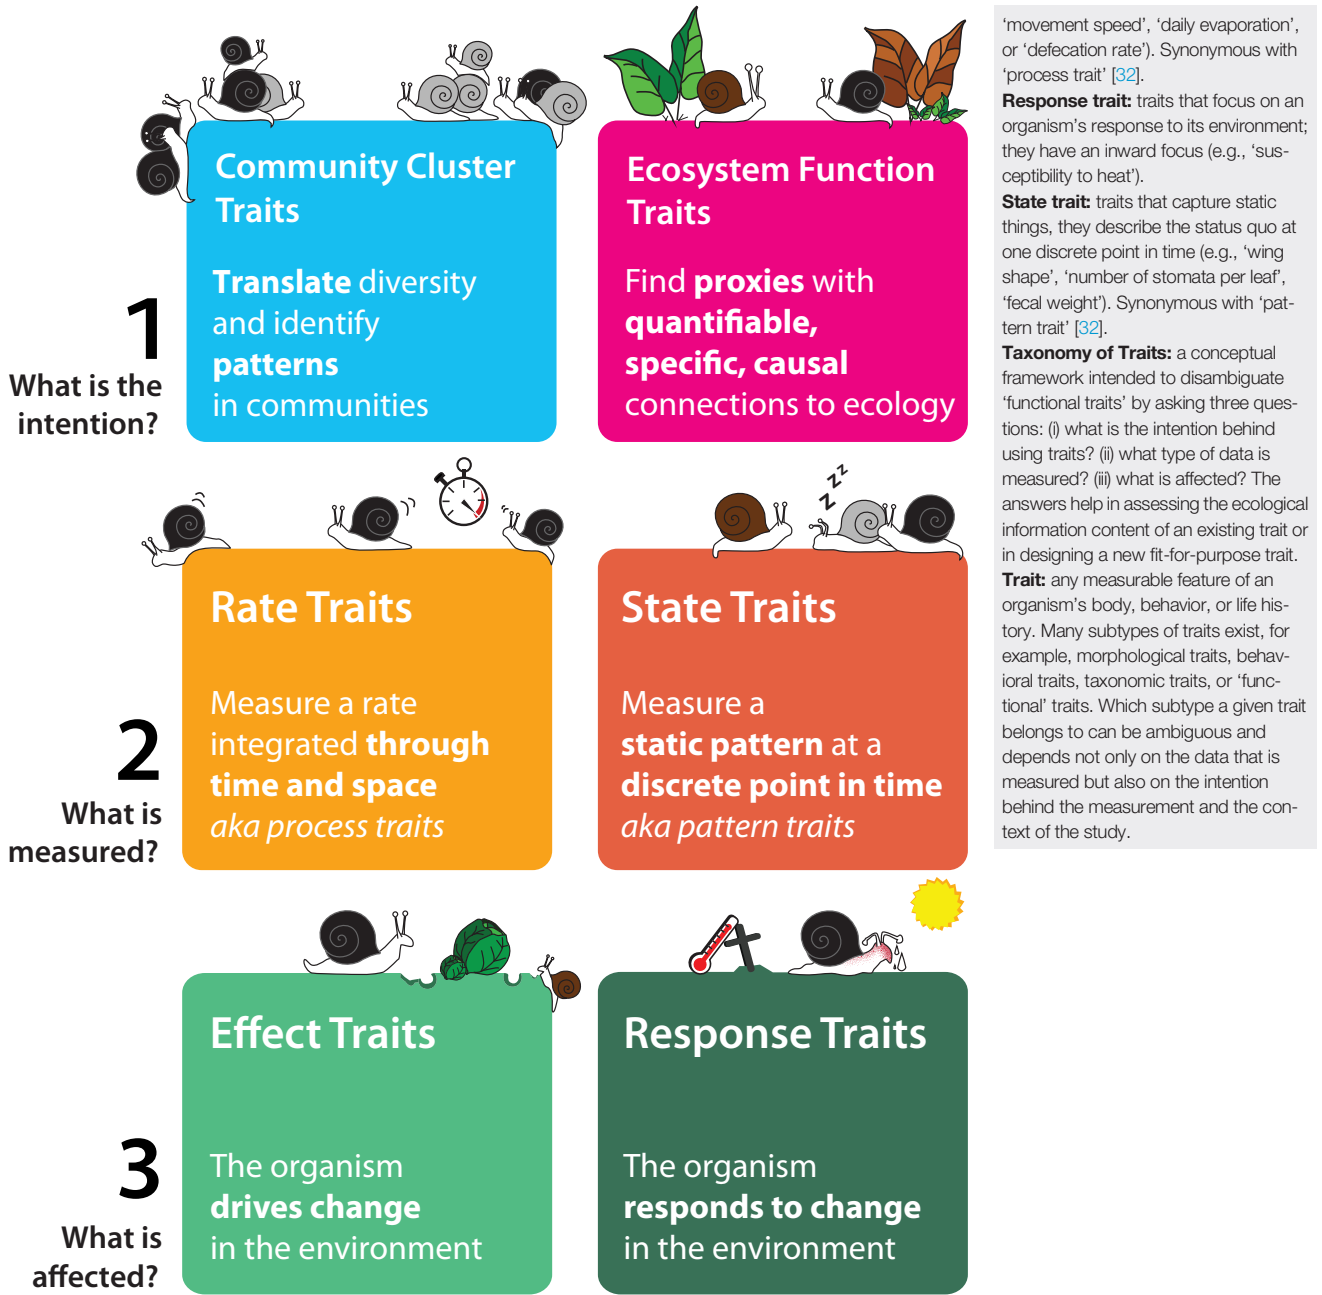 Community Cluster
Traits
Translate diversity
and identify
patterns
in communities
Ecosystem Function
Traits
Find proxies with
quantifiable,
specific, causal
connections to ecology
1
What is the
intention?
Rate Traits
Measure a rate
integrated through
time and space
aka process traits
z z z z
State Traits
Measure a
static pattern at a
discrete point in time
aka pattern traits
2
What is
measured?
Effect Traits
The organism
drives change
in the environment
Response Traits
The organism
responds to change
in the environment
3
What is
affected?
‘movement speed’, ‘daily evaporation’,
or ‘defecation rate’). Synonymous with
‘process trait’ [32].
Response trait: traits that focus on an
organism’s response to its environment;
they have an inward focus (e.g., ‘sus-
ceptibility to heat’).
State trait: traits that capture static
things, they describe the status quo at
one discrete point in time (e.g., ‘wing
shape’, ‘number of stomata per leaf’,
‘fecal weight’). Synonymous with ‘pat-
tern trait’ [32].
Taxonomy of Traits: a conceptual
framework intended to disambiguate
‘functional traits’ by asking three ques-
tions: (i) what is the intention behind
using traits? (ii) what type of data is
measured? (iii) what is affected? The
answers help in assessing the ecological
information content of an existing trait or
in designing a new fit-for-purpose trait.
Trait: any measurable feature of an
organism’s body, behavior, or life his-
tory. Many subtypes of traits exist, for
example, morphological traits, behav-
ioral traits, taxonomic traits, or ‘func-
tional’ traits. Which subtype a given trait
belongs to can be ambiguous and
depends not only on the data that is
measured but also on the intention
behind the measurement and the con-
text of the study.